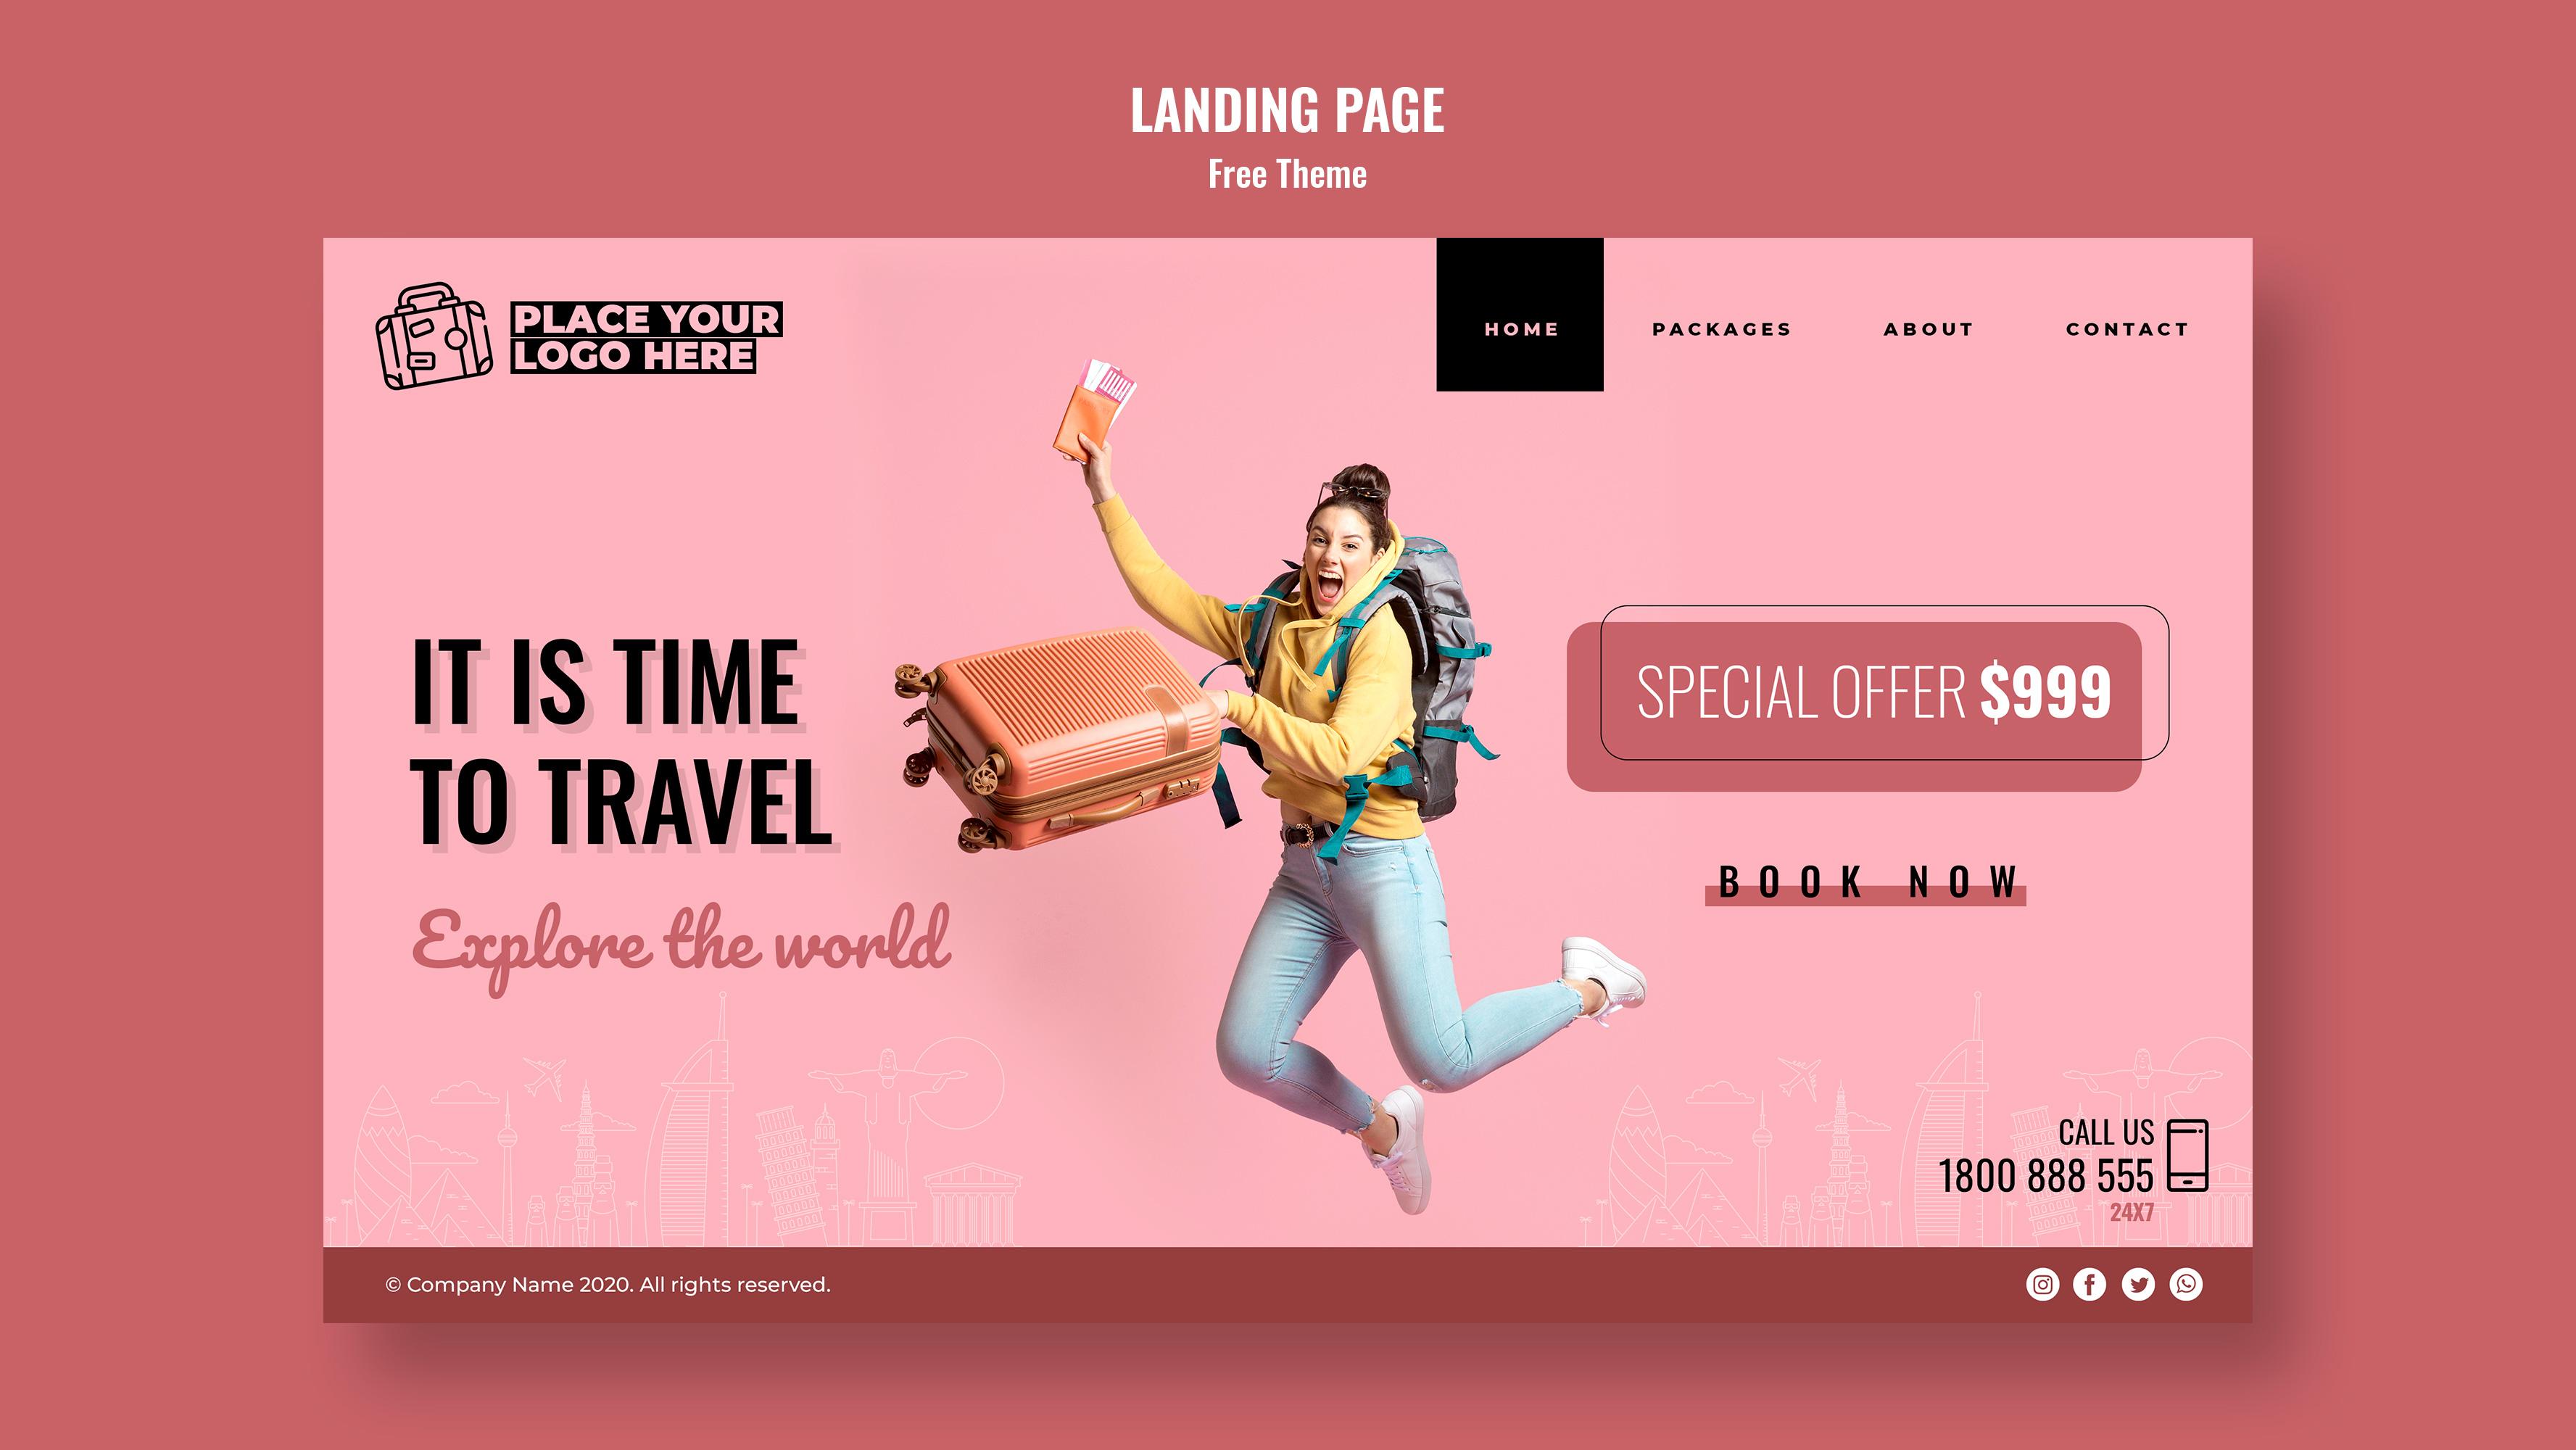 LANDING PAGE
Free Theme
PLACE YOUR
LOGO HERE
HOME PACKAGES ABOUT CONTACT
IT IS TIME
TO TRAVEL
Explore the world
SPECIAL OFFER $999
BOOK NOW
CALL US
1800 888 555
24X7
© Company Name 2020. All rights reserved.